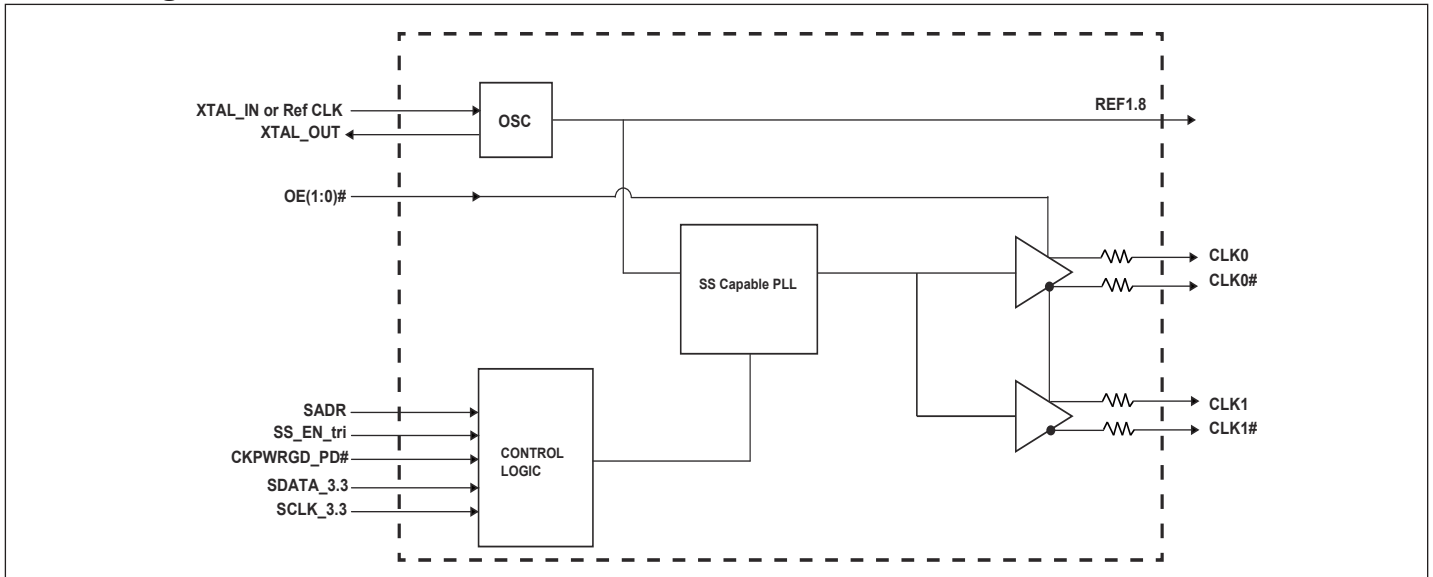 XTAL_IN or Ref CLK
XTAL_OUT
OSC
REF1.8
OE(1:0)#
SS Capable PLL
CLK0
CLK0#
CLK1
CLK1#
SADR
SS_EN_tri
CKPWRGD_PD#
SDATA_3.3
SCLK_3.3
CONTROL
LOGIC